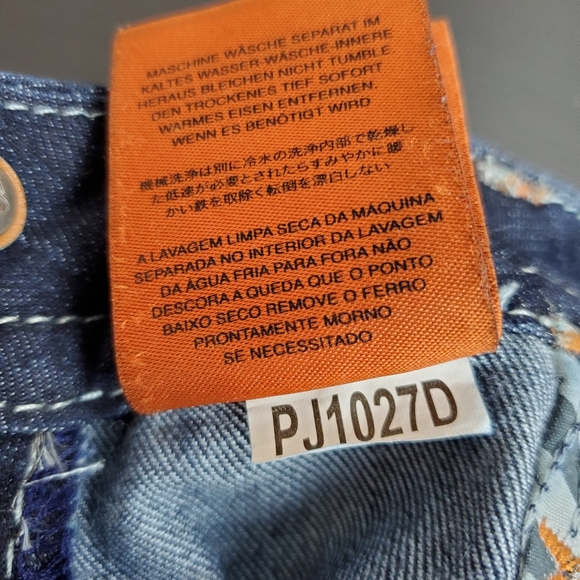 MASCHINE WÄSCHE SEPARAT IM
KALTES WASSER-WÄSCHE-INNERE
HERAUS BLEICHEN NICHT TUMBLE
DEN TROCKENES TIEF SOFORT
WARMES EISEN ENTFERNEN.
WENN ES BENÖTIGT WIRD
機械洗浄は別に冷氷の洗浄内部で乾燥し
た低速が必要とされたらすみやかに暖
かい鉄を取除く転倒を漂白しない
A LAVAGEM LIMPA SECA DA MÁQUINA
SEPARADA NO INTERIOR DA LAVAGEM
DA ÁGUA FRIA PARA FORA NÃO
DESCORA A QUEDA QUE O PONTO
BAIXO SECO REMOVE O FERRO
PRONTAMENTE MORNO
SE NECESSITADO
PJ1027D